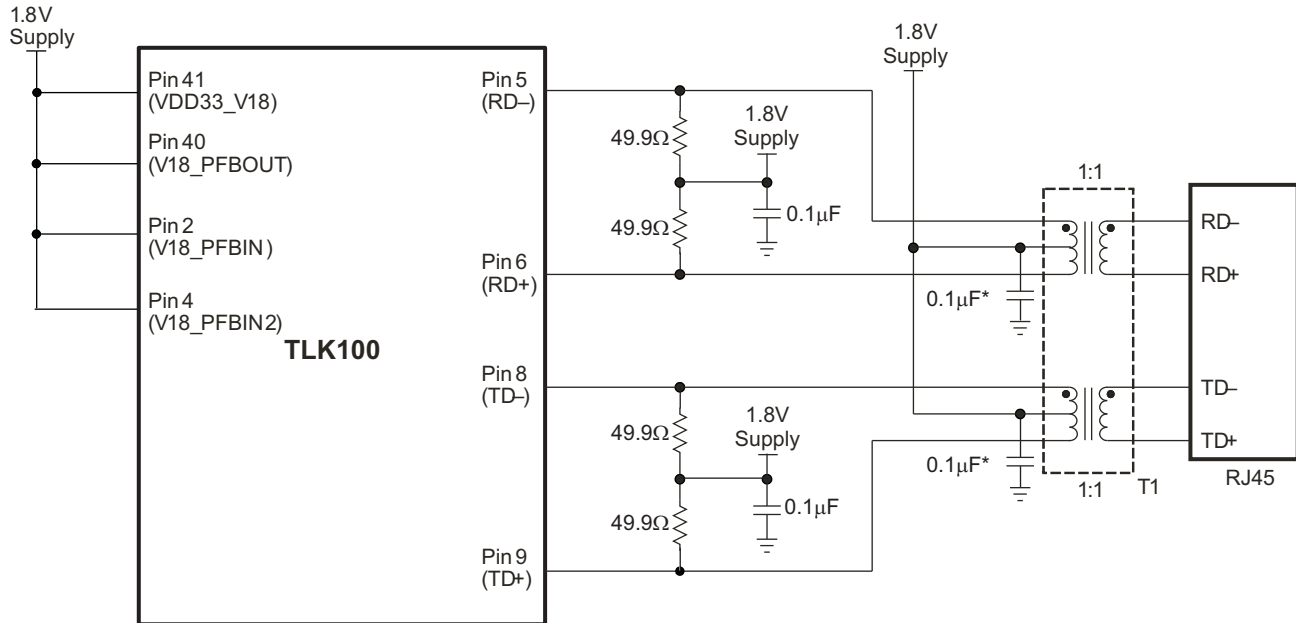 1.8V
Supply
Pin 41
(VDD33_V18)
Pin 40
(V18_PFBOUT)
Pin 2
(V18_PFBIN)
Pin 4
(V18_PFBIN2)
TLK100
Pin 5
(RD–)
Pin 6
(RD+)
Pin 8
(TD–)
Pin 9
(TD+)
49.9Ω
49.9Ω
1.8V
Supply
0.1μF
49.9Ω
49.9Ω
1.8V
Supply
0.1μF
1.8V
Supply
0.1μF*
0.1μF*
1:1
1:1
T1
RD–
RD+
TD–
TD+
RJ45